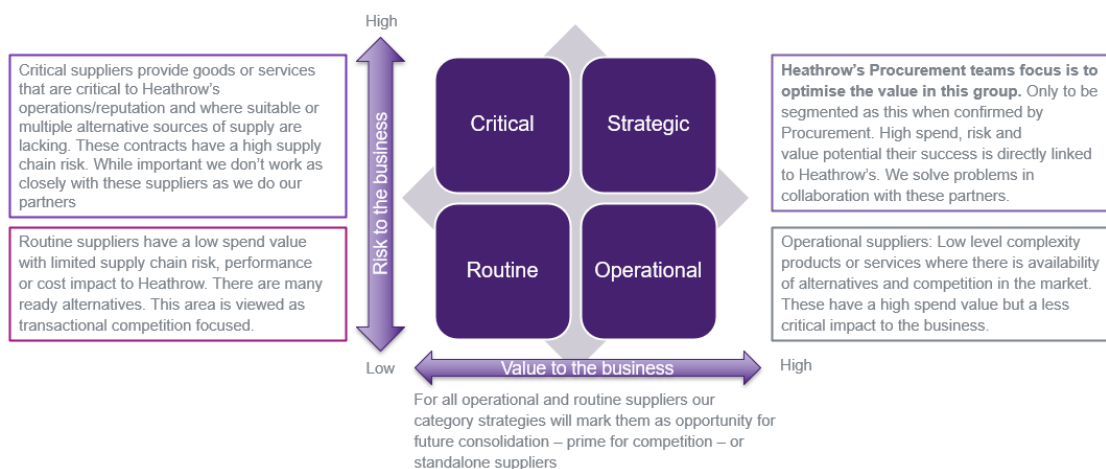 High
Critical suppliers provide goods or services
that are critical to Heathrow's
operations/reputation and where suitable or
multiple alternative sources of supply are
lacking. These contracts have a high supply
chain risk. While important we don't work as
closely with these suppliers as we do our
partners
Routine suppliers have a low spend value
with limited supply chain risk, performance
or cost impact to Heathrow. There are many
ready alternatives. This area is viewed as
transactional competition focused.
Risk to the business
Low
Critical
Strategic
Routine
Operational
Value to the business
High
Heathrow's Procurement teams focus is to
optimise the value in this group. Only to be
segmented as this when confirmed by
Procurement. High spend, risk and
value potential their success is directly linked
to Heathrow's. We solve problems in
collaboration with these partners.
Operational suppliers: Low level complexity
products or services where there is availability
of alternatives and competition in the market.
These have a high spend value but a less
critical impact to the business.
For all operational and routine suppliers our
category strategies will mark them as opportunity for
future consolidation – prime for competition – or
standalone suppliers